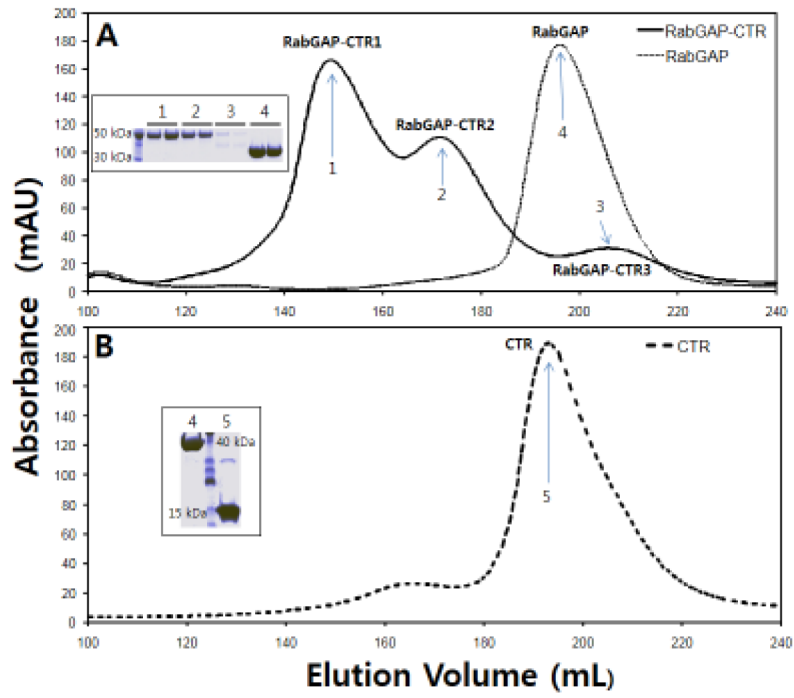 A
RabGAP-CTR1
RabGAP
RabGAP-CTR
RabGAP
RabGAP-CTR2
1 2 3 4
50 kDa
30 kDa
1
2
4
3
RabGAP-CTR3
200
180
160
140
120
100
80
60
40
20
0
100 120 140 160 180 200 220 240
B
CTR
CTR
4 5
40 kDa
15 kDa
5
200
180
160
140
120
100
80
60
40
20
0
100 120 140 160 180 200 220 240
Absorbance (mAU)
Elution Volume (mL)